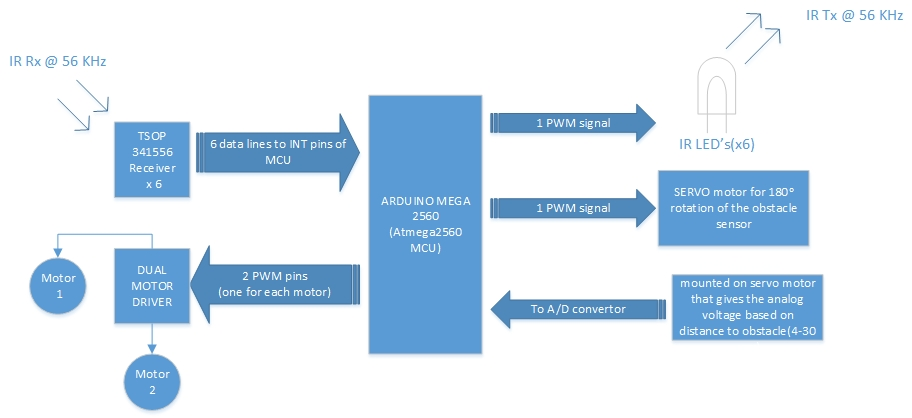 IR Tx @ 56 KHz
IR Rx @ 56 KHz
TSOP
341556
Receiver
x 6
6 data lines to INT pins of
MCU
ARDUINO MEGA
2560
(Atmega2560
MCU)
1 PWM signal
IR LED's(x6)
1 PWM signal
SERVO motor for 180°
rotation of the obstacle
sensor
Motor
1
DUAL
MOTOR
DRIVER
2 PWM pins
(one for each motor)
To A/D convertor
mounted on servo motor
that gives the analog
voltage based on
distance to obstacle(4-30
Motor
2